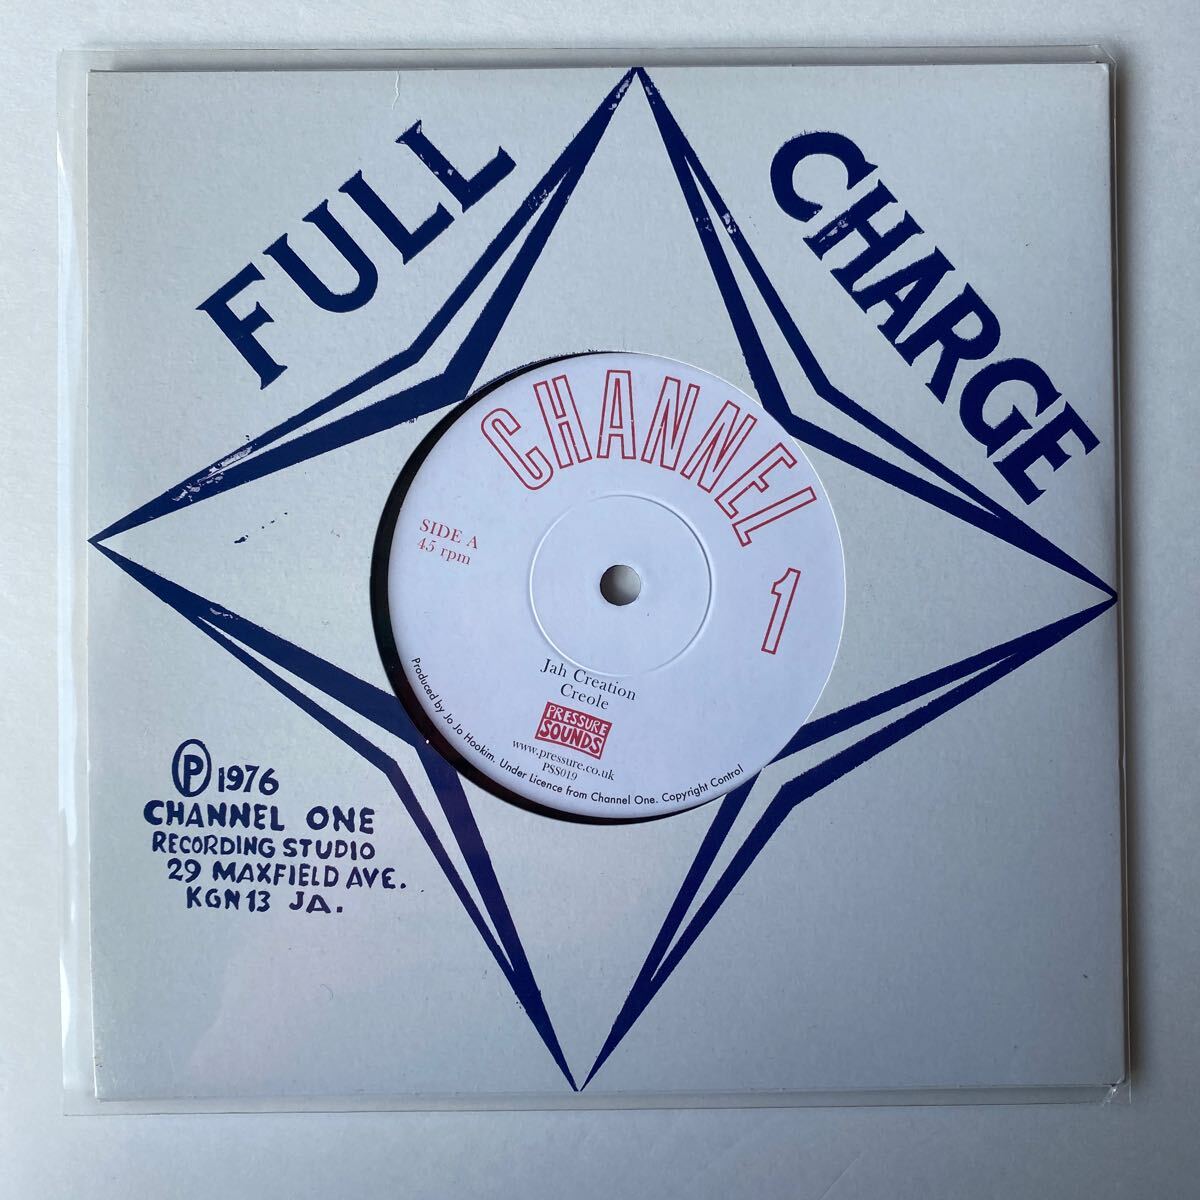 FULL CHARGE
CHANNEL 1
SIDE A
45 rpm
Jah Creation
Creole
PRESSURE
SOUNDS
www.pressure.co.uk
PSS019
Produced by Jo Jo Hookim. Under Licence from Channel One. Copyright Control
Ⓟ 1976
CHANNEL ONE
RECORDING STUDIO
29 MAXFIELD AVE.
KGN 13 JA.